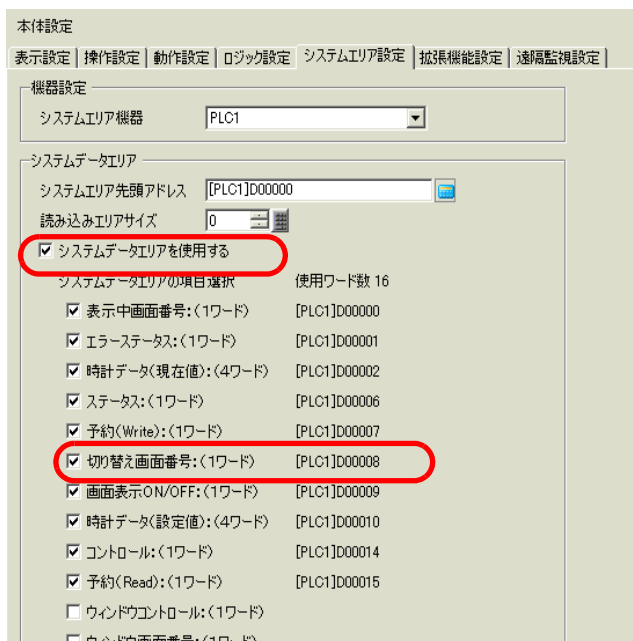 本体設定
表示設定 操作設定 動作設定 ロジック設定 システムエリア設定 拡張機能設定 遠隔監視設定
機器設定
システムエリア機器 PLC1
システムデータエリア
システムエリア先頭アドレス [PLC1]D00000
読み込みエリアサイズ 0
システムデータエリアを使用する
システムデータエリアの項目選択 使用ワード数 16
表示中画面番号:(1ワード) [PLC1]D00000
エラーステータス:(1ワード) [PLC1]D00001
時計データ(現在値):(4ワード) [PLC1]D00002
ステータス:(1ワード) [PLC1]D00006
予約(Write):(1ワード) [PLC1]D00007
切り替え画面番号:(1ワード) [PLC1]D00008
画面表示ON/OFF:(1ワード) [PLC1]D00009
時計データ(設定値):(4ワード) [PLC1]D00010
コントロール:(1ワード) [PLC1]D00014
予約(Read):(1ワード) [PLC1]D00015
ウィンドウコントロール:(1ワード)
ウィンドウ画面番号:(1ワード)